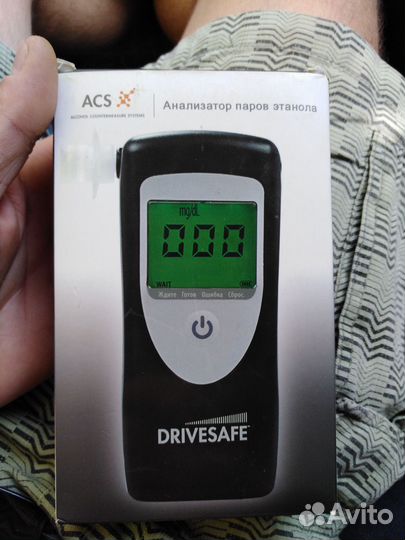 ACS
ALCOHOL COUNTERMEASURE SYSTEMS
Анализатор паров этанола
mg/dL
000
WAIT
Ждите Готов Ошибка Сброс
DRIVESAFE
Avito